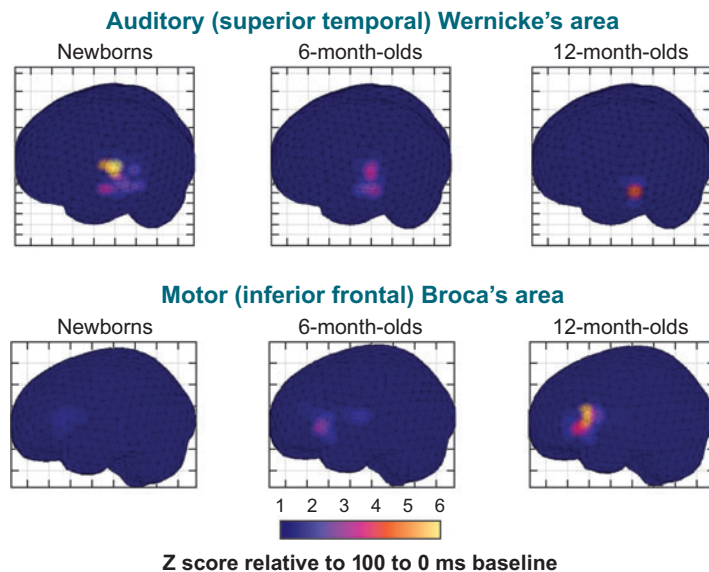 Auditory (superior temporal) Wernicke's area
Newborns 6-month-olds 12-month-olds
Motor (inferior frontal) Broca's area
Newborns 6-month-olds 12-month-olds
1 2 3 4 5 6
Z score relative to 100 to 0 ms baseline